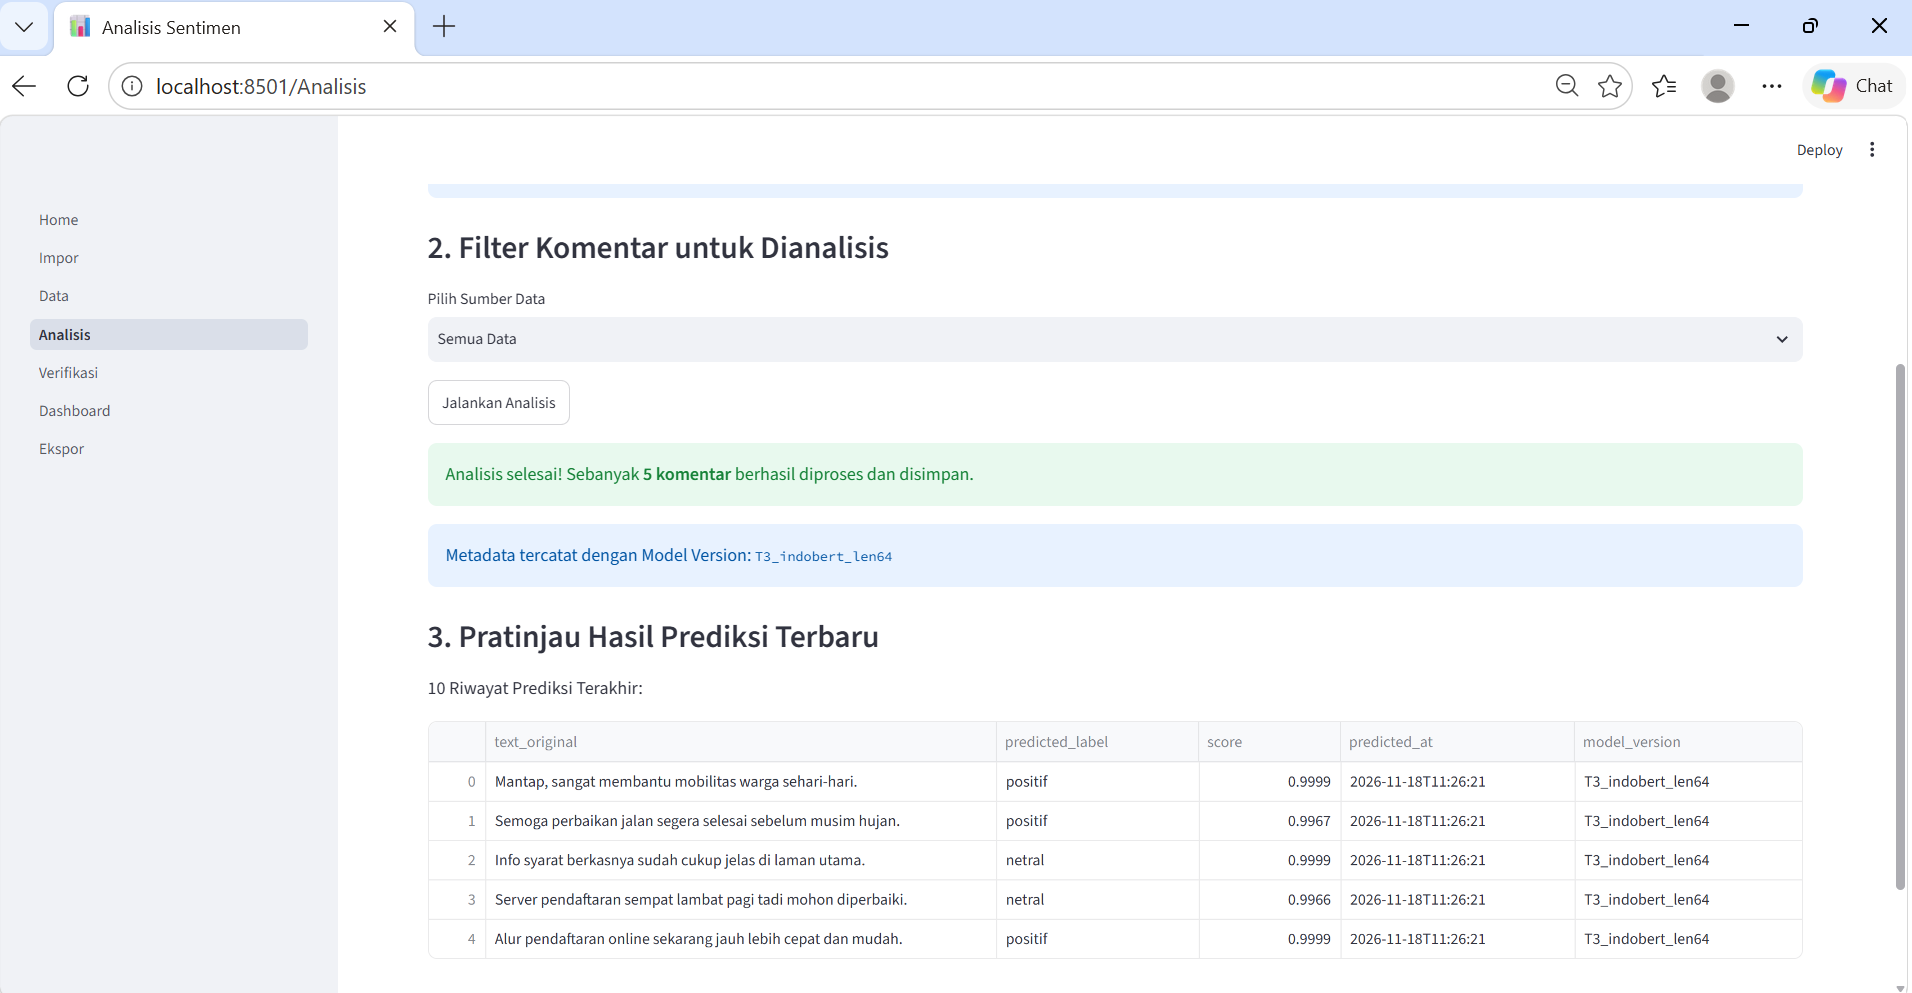 Analisis Sentimen
localhost:8501/Analisis
Chat
Deploy
Home
Impor
Data
Analisis
Verifikasi
Dashboard
Ekspor
2. Filter Komentar untuk Dianalisis
Pilih Sumber Data
Semua Data
Jalankan Analisis
Analisis selesai! Sebanyak 5 komentar berhasil diproses dan disimpan.
Metadata tercatat dengan Model Version: T3_indobert_len64
3. Pratinjau Hasil Prediksi Terbaru
10 Riwayat Prediksi Terakhir:
text_original predicted_label score predicted_at model_version
0 Mantap, sangat membantu mobilitas warga sehari-hari. positif 0.9999 2026-11-18T11:26:21 T3_indobert_len64
1 Semoga perbaikan jalan segera selesai sebelum musim hujan. positif 0.9967 2026-11-18T11:26:21 T3_indobert_len64
2 Info syarat berkasnya sudah cukup jelas di laman utama. netral 0.9999 2026-11-18T11:26:21 T3_indobert_len64
3 Server pendaftaran sempat lambat pagi tadi mohon diperbaiki. netral 0.9966 2026-11-18T11:26:21 T3_indobert_len64
4 Alur pendaftaran online sekarang jauh lebih cepat dan mudah. positif 0.9999 2026-11-18T11:26:21 T3_indobert_len64